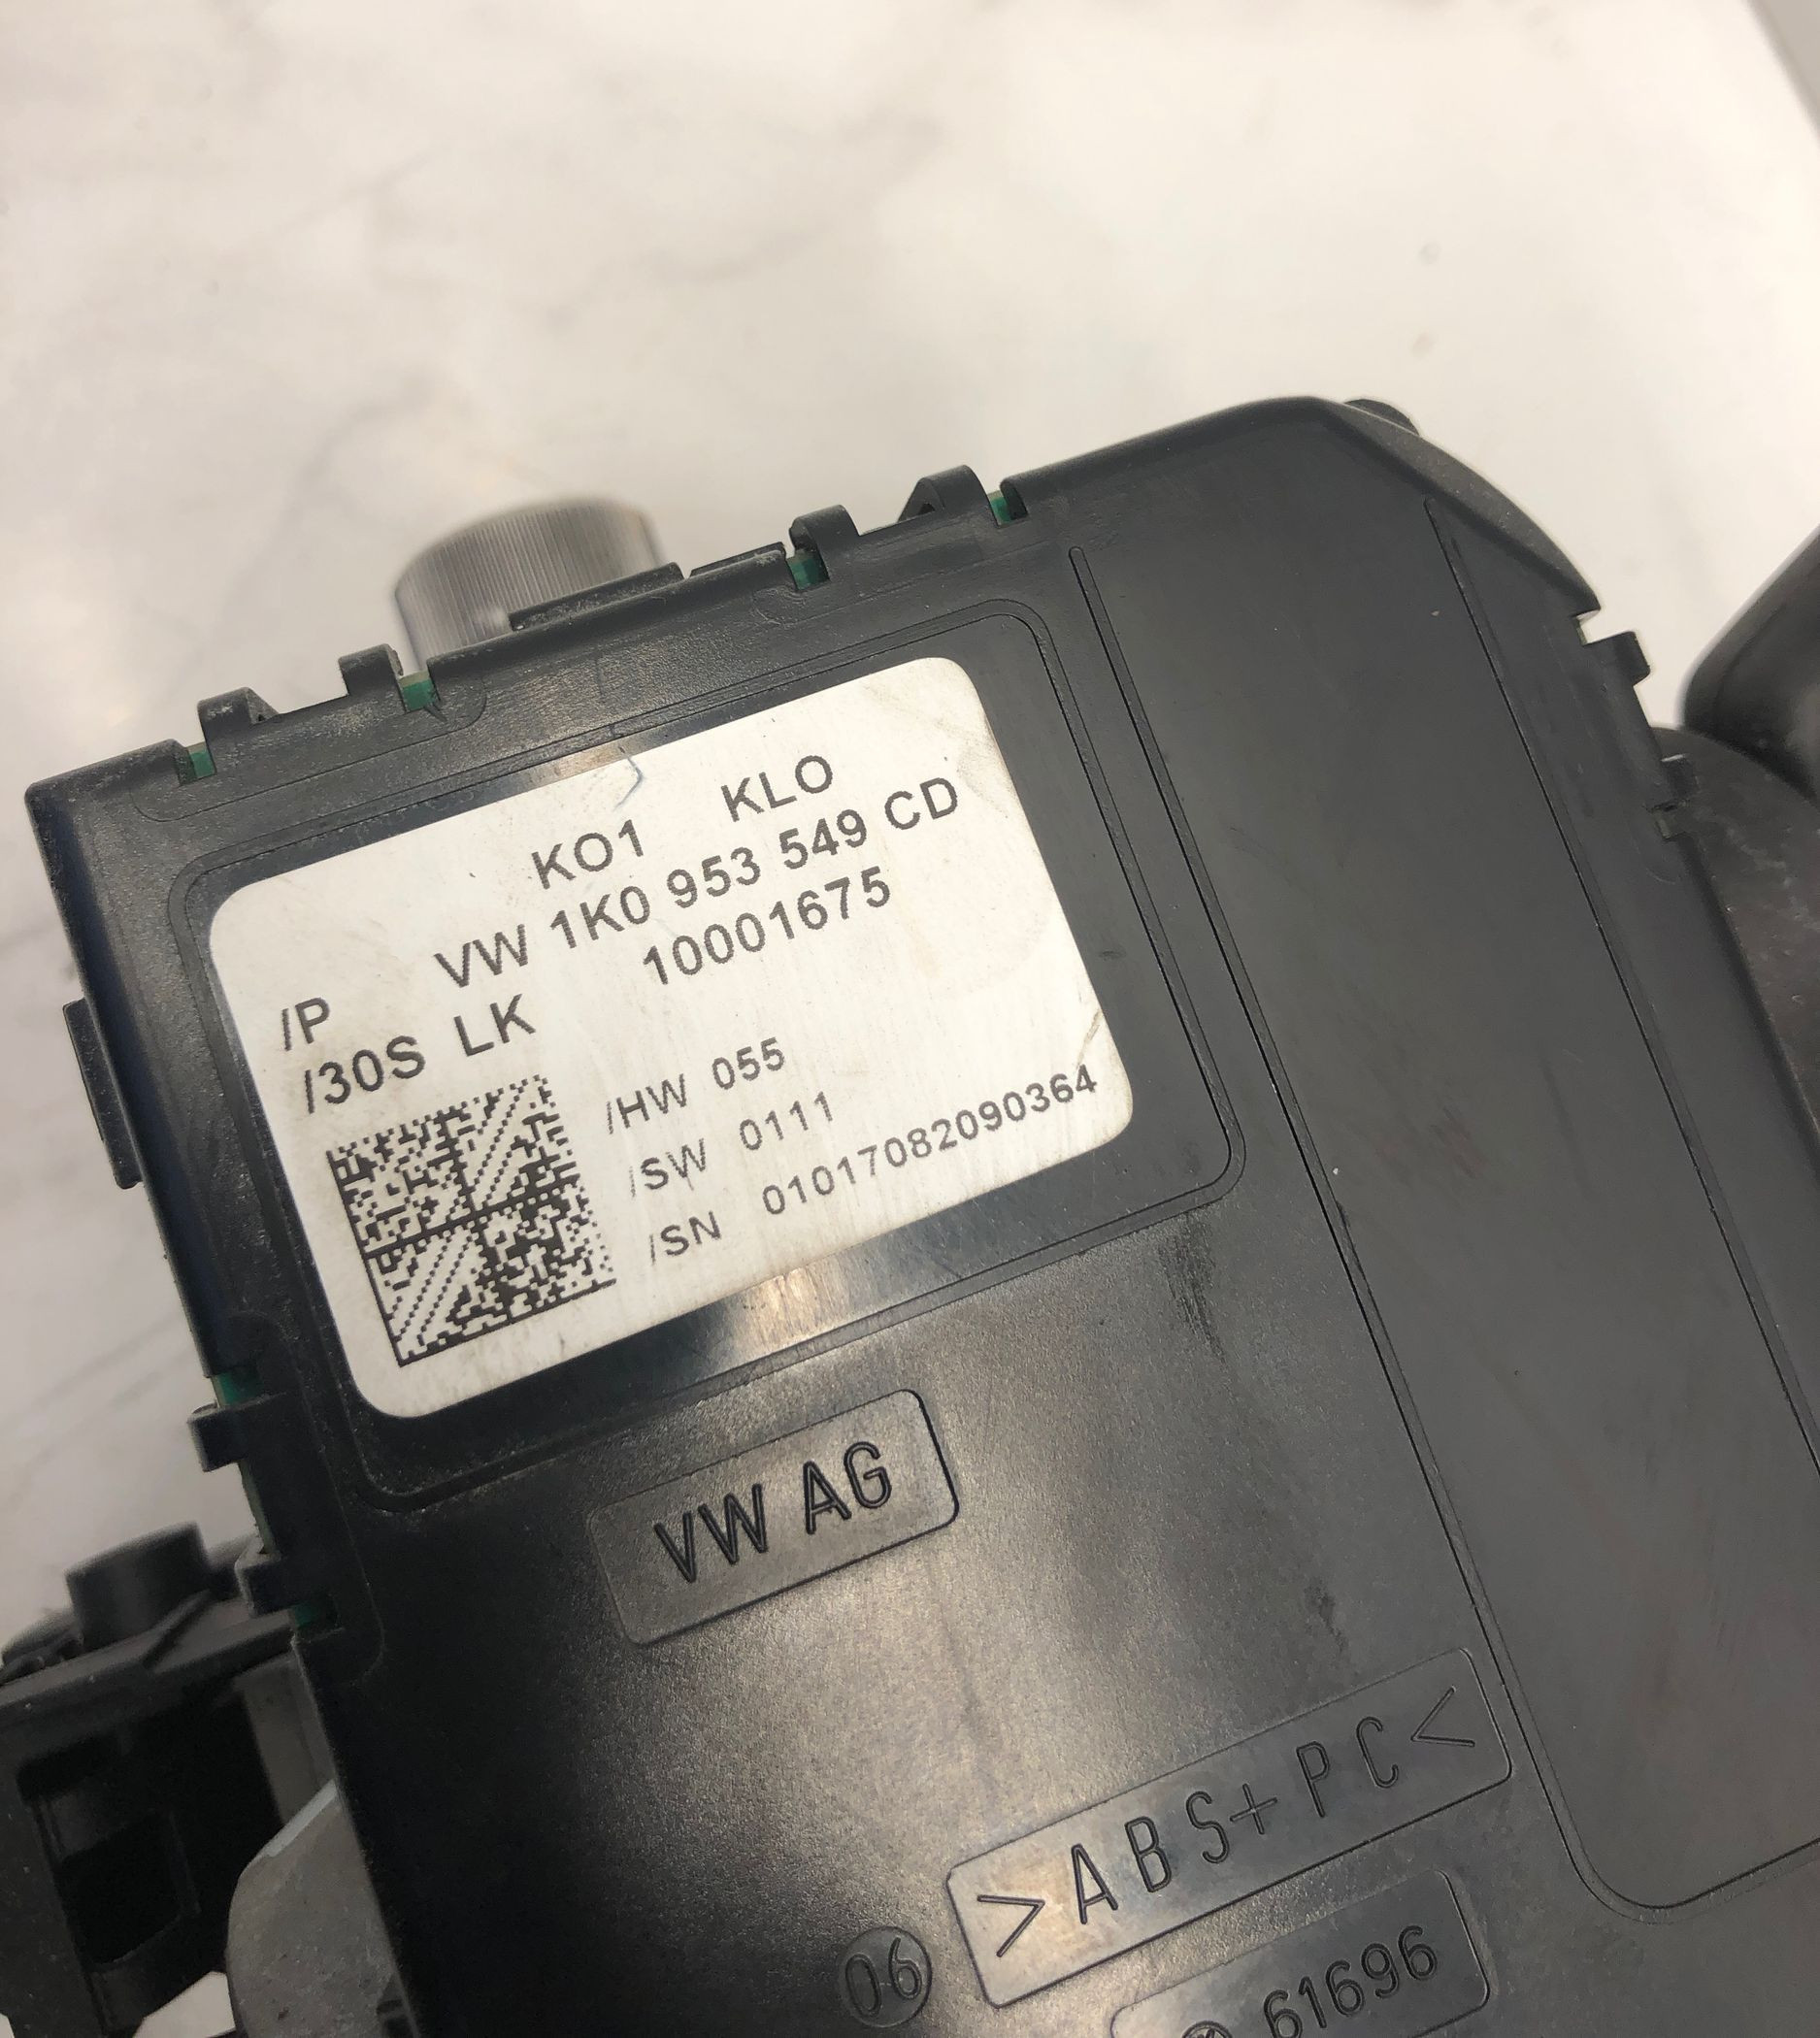 KO1 KLO
/P VW 1K0 953 549 CD
/30S LK 10001675
/HW 055
/SW 0111
/SN 01017082090364
VW AG
>ABS+PC<
06
61696